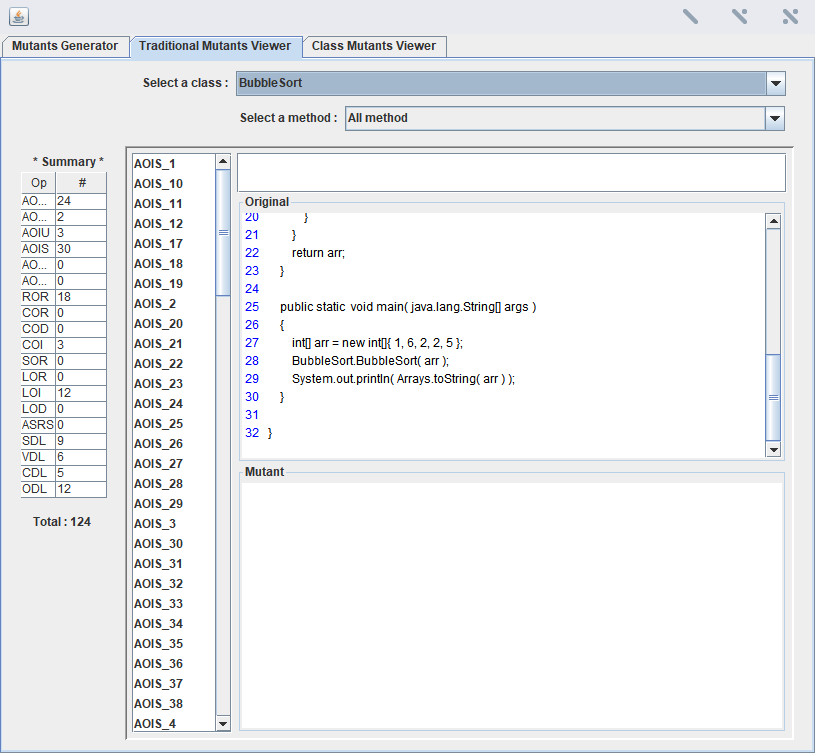 Mutants Generator Traditional Mutants Viewer Class Mutants Viewer
Select a class : BubbleSort
Select a method : All method
* Summary *
Op #
AO... 24
AO... 2
AOIU 3
AOIS 30
AO... 0
AO... 0
ROR 18
COR 0
COD 0
COI 3
SOR 0
LOR 0
LOI 12
LOD 0
ASRS 0
SDL 9
VDL 6
CDL 5
ODL 12
Total : 124
AOIS_1
AOIS_10
AOIS_11
AOIS_12
AOIS_17
AOIS_18
AOIS_19
AOIS_2
AOIS_20
AOIS_21
AOIS_22
AOIS_23
AOIS_24
AOIS_25
AOIS_26
AOIS_27
AOIS_28
AOIS_29
AOIS_3
AOIS_30
AOIS_31
AOIS_32
AOIS_33
AOIS_34
AOIS_35
AOIS_36
AOIS_37
AOIS_38
AOIS_4
Original
20 }
21 }
22 return arr;
23 }
24
25 public static void main( java.lang.String[] args )
26 {
27 int[] arr = new int[]{ 1, 6, 2, 2, 5 };
28 BubbleSort.BubbleSort( arr );
29 System.out.println( Arrays.toString( arr ) );
30 }
31
32 }
Mutant